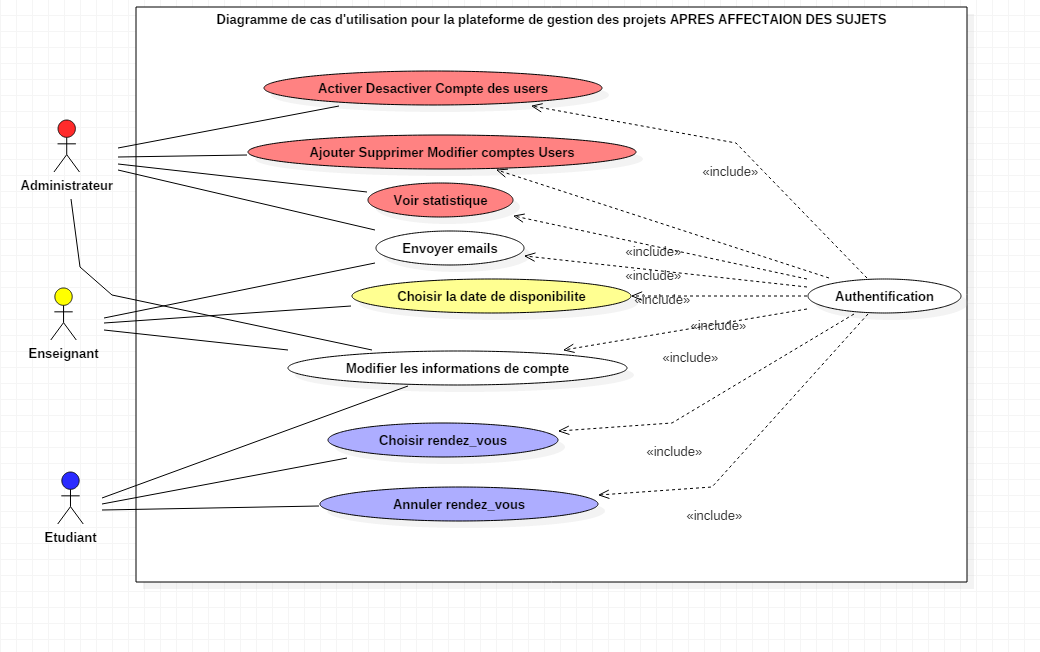 Diagramme de cas d'utilisation pour la plateforme de gestion des projets APRES AFFECTAION DES SUJETS
Activer Desactiver Compte des users
Ajouter Supprimer Modifier comptes Users
«include»
Administrateur
Voir statistique
Envoyer emails
«include»
«include»
Choisir la date de disponibilite
«include»
Authentification
«include»
Enseignant
«include»
Modifier les informations de compte
Choisir rendez_vous
«include»
Annuler rendez_vous
«include»
Etudiant